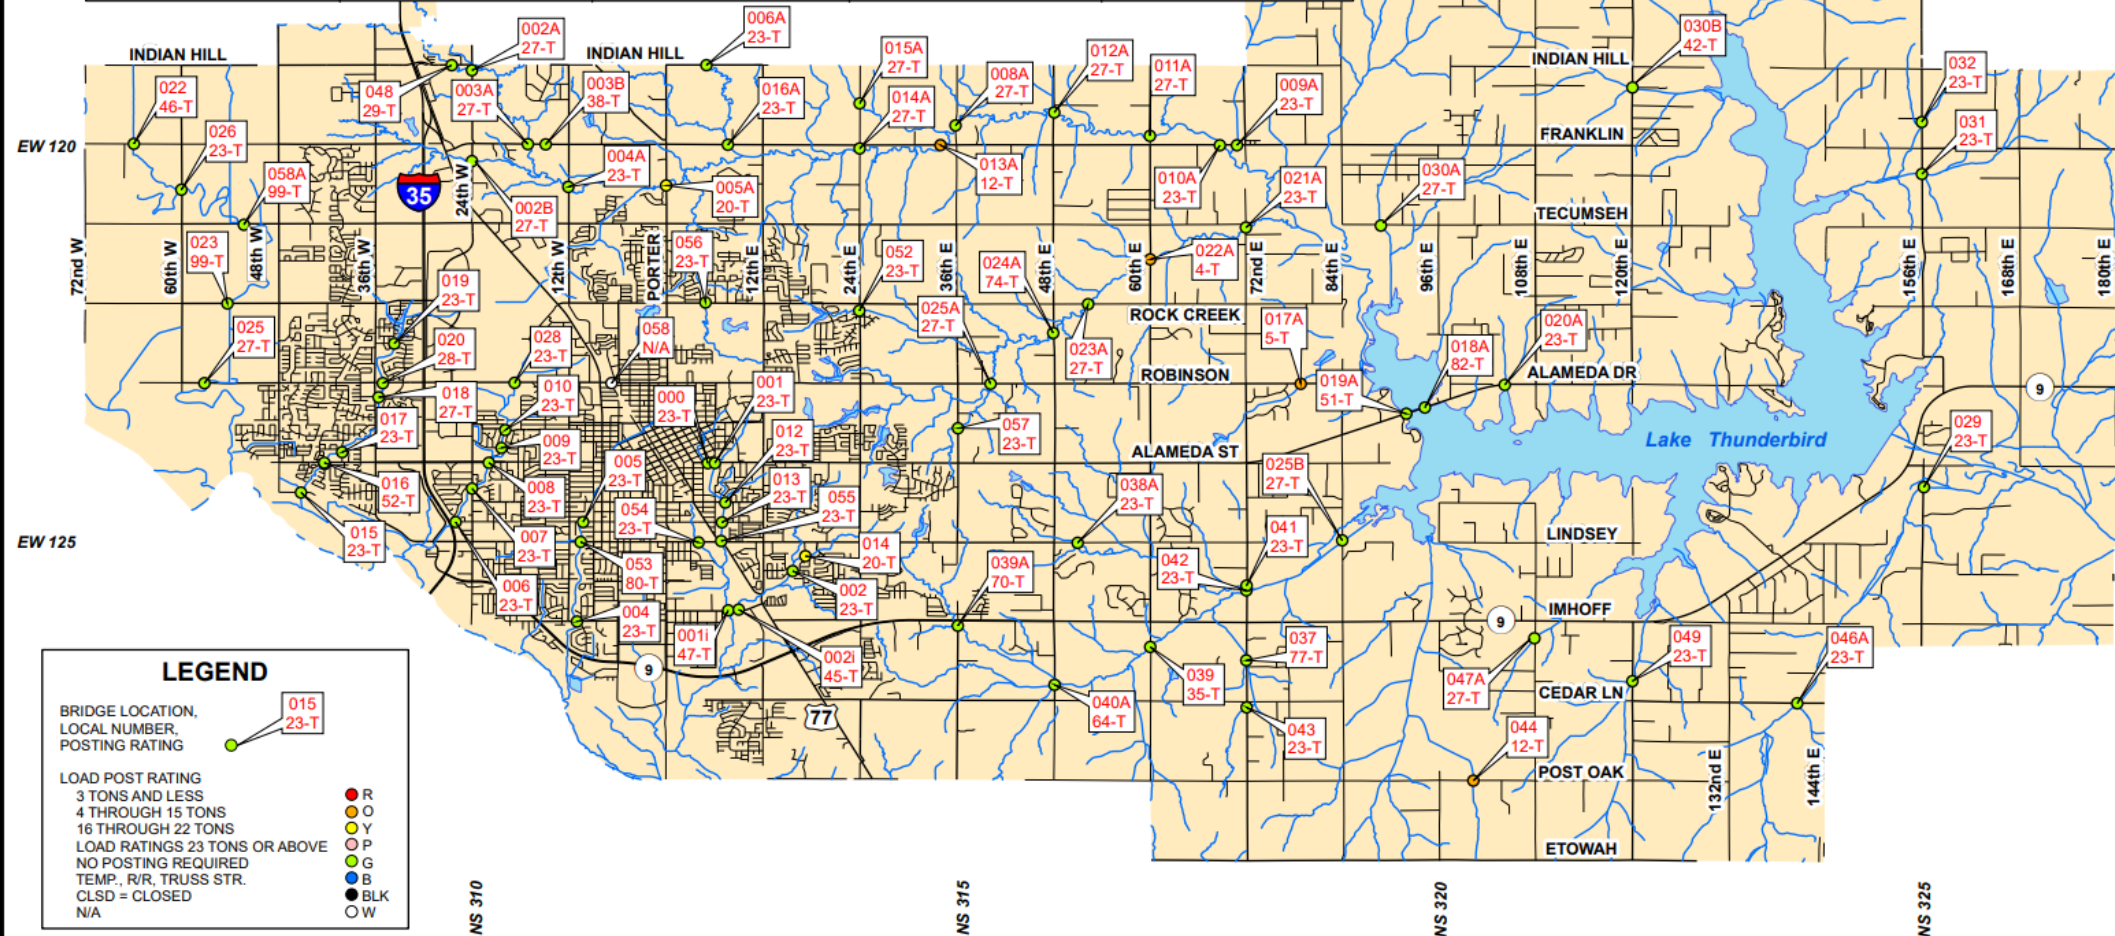 INDIAN HILL
002A
27-T
INDIAN HILL
006A
23-T
015A
27-T
012A
27-T
011A
27-T
INDIAN HILL
030B
42-T
032
23-T
022
46-T
048
29-T
003A
27-T
003B
38-T
016A
23-T
014A
27-T
008A
27-T
009A
23-T
FRANKLIN
031
23-T
EW 120
026
23-T
058A
99-T
35
24th W
004A
23-T
005A
20-T
002B
27-T
013A
12-T
010A
23-T
021A
23-T
030A
27-T
TECUMSEH
72nd W
60th W
48th W
36th W
12th W
PORTER
12th E
24th E
36th E
48th E
60th E
72nd E
84th E
96th E
108th E
120th E
156th E
168th E
180th E
023
99-T
019
23-T
056
23-T
052
23-T
024A
74-T
022A
4-T
ROCK CREEK
025
27-T
020
28-T
028
23-T
058
N/A
025A
27-T
023A
27-T
017A
5-T
018A
82-T
020A
23-T
ROBINSON
019A
51-T
ALAMEDA DR
9
018
27-T
010
23-T
000
23-T
001
23-T
017
23-T
009
23-T
012
23-T
057
23-T
ALAMEDA ST
Lake Thunderbird
029
23-T
016
52-T
008
23-T
005
23-T
013
23-T
055
23-T
038A
23-T
025B
27-T
EW 125
015
23-T
007
23-T
054
23-T
014
20-T
041
23-T
LINDSEY
006
23-T
053
80-T
002
23-T
039A
70-T
042
23-T
IMHOFF
9
004
23-T
001i
47-T
002i
45-T
9
77
040A
64-T
039
35-T
037
77-T
043
23-T
047A
27-T
CEDAR LN
049
23-T
046A
23-T
044
12-T
POST OAK
132nd E
144th E
ETOWAH
LEGEND
BRIDGE LOCATION,
LOCAL NUMBER,
POSTING RATING
015
23-T
LOAD POST RATING
3 TONS AND LESS R
4 THROUGH 15 TONS O
16 THROUGH 22 TONS Y
LOAD RATINGS 23 TONS OR ABOVE P
NO POSTING REQUIRED G
TEMP., R/R, TRUSS STR. B
CLSD = CLOSED BLK
N/A W
NS 310
NS 315
NS 320
NS 325